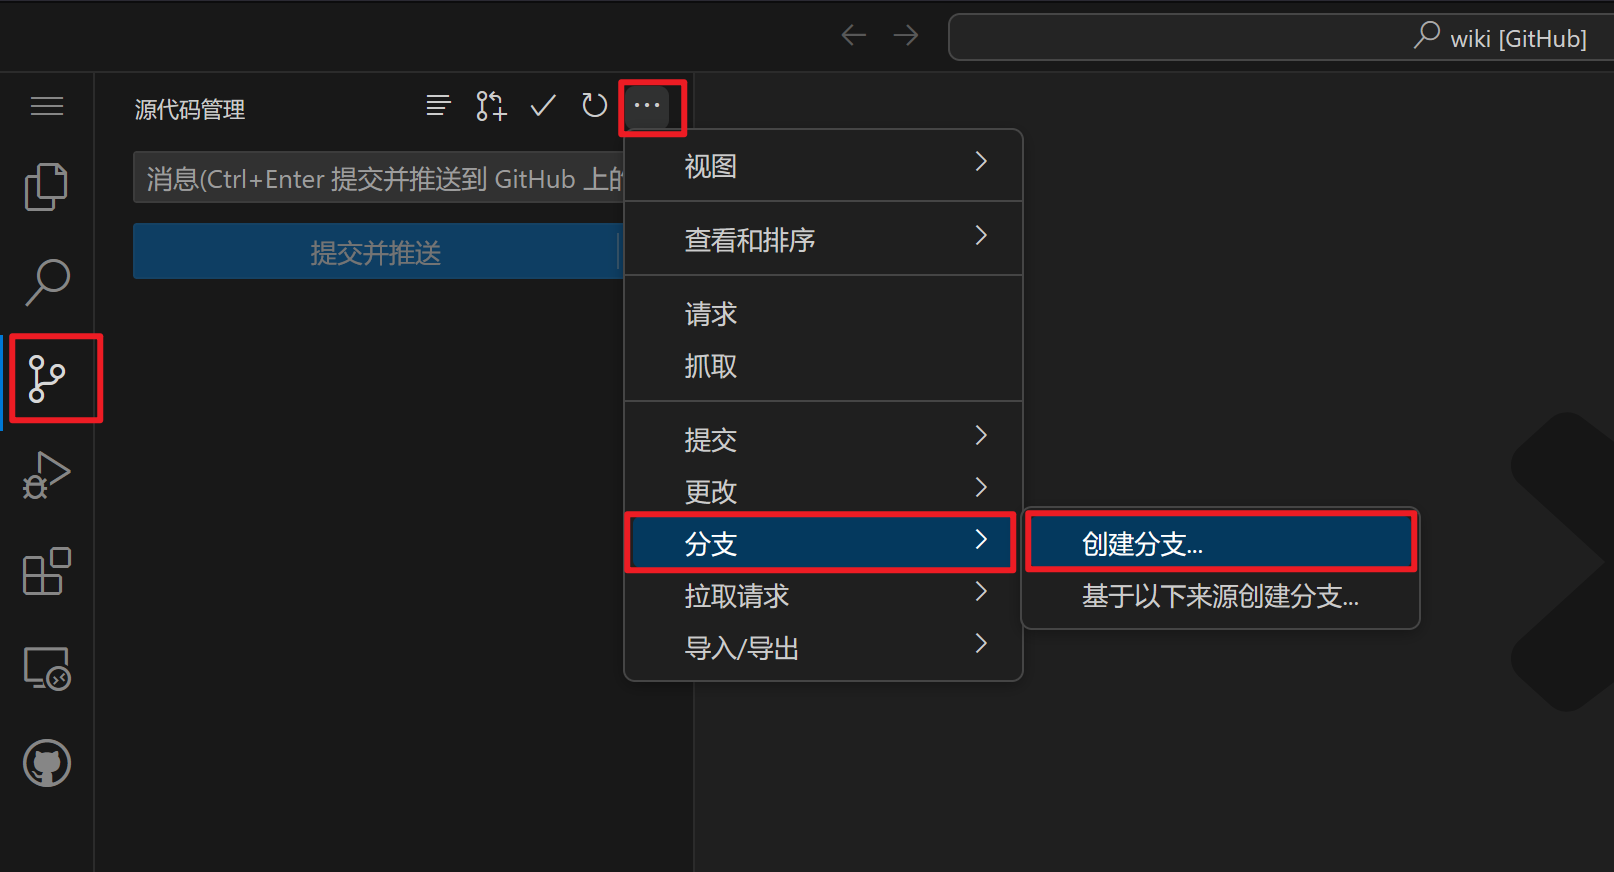 wiki [GitHub]
源代码管理
消息(Ctrl+Enter 提交并推送到 GitHub 上
提交并推送
视图
查看和排序
请求
抓取
提交
更改
分支
拉取请求
导入/导出
创建分支...
基于以下来源创建分支...